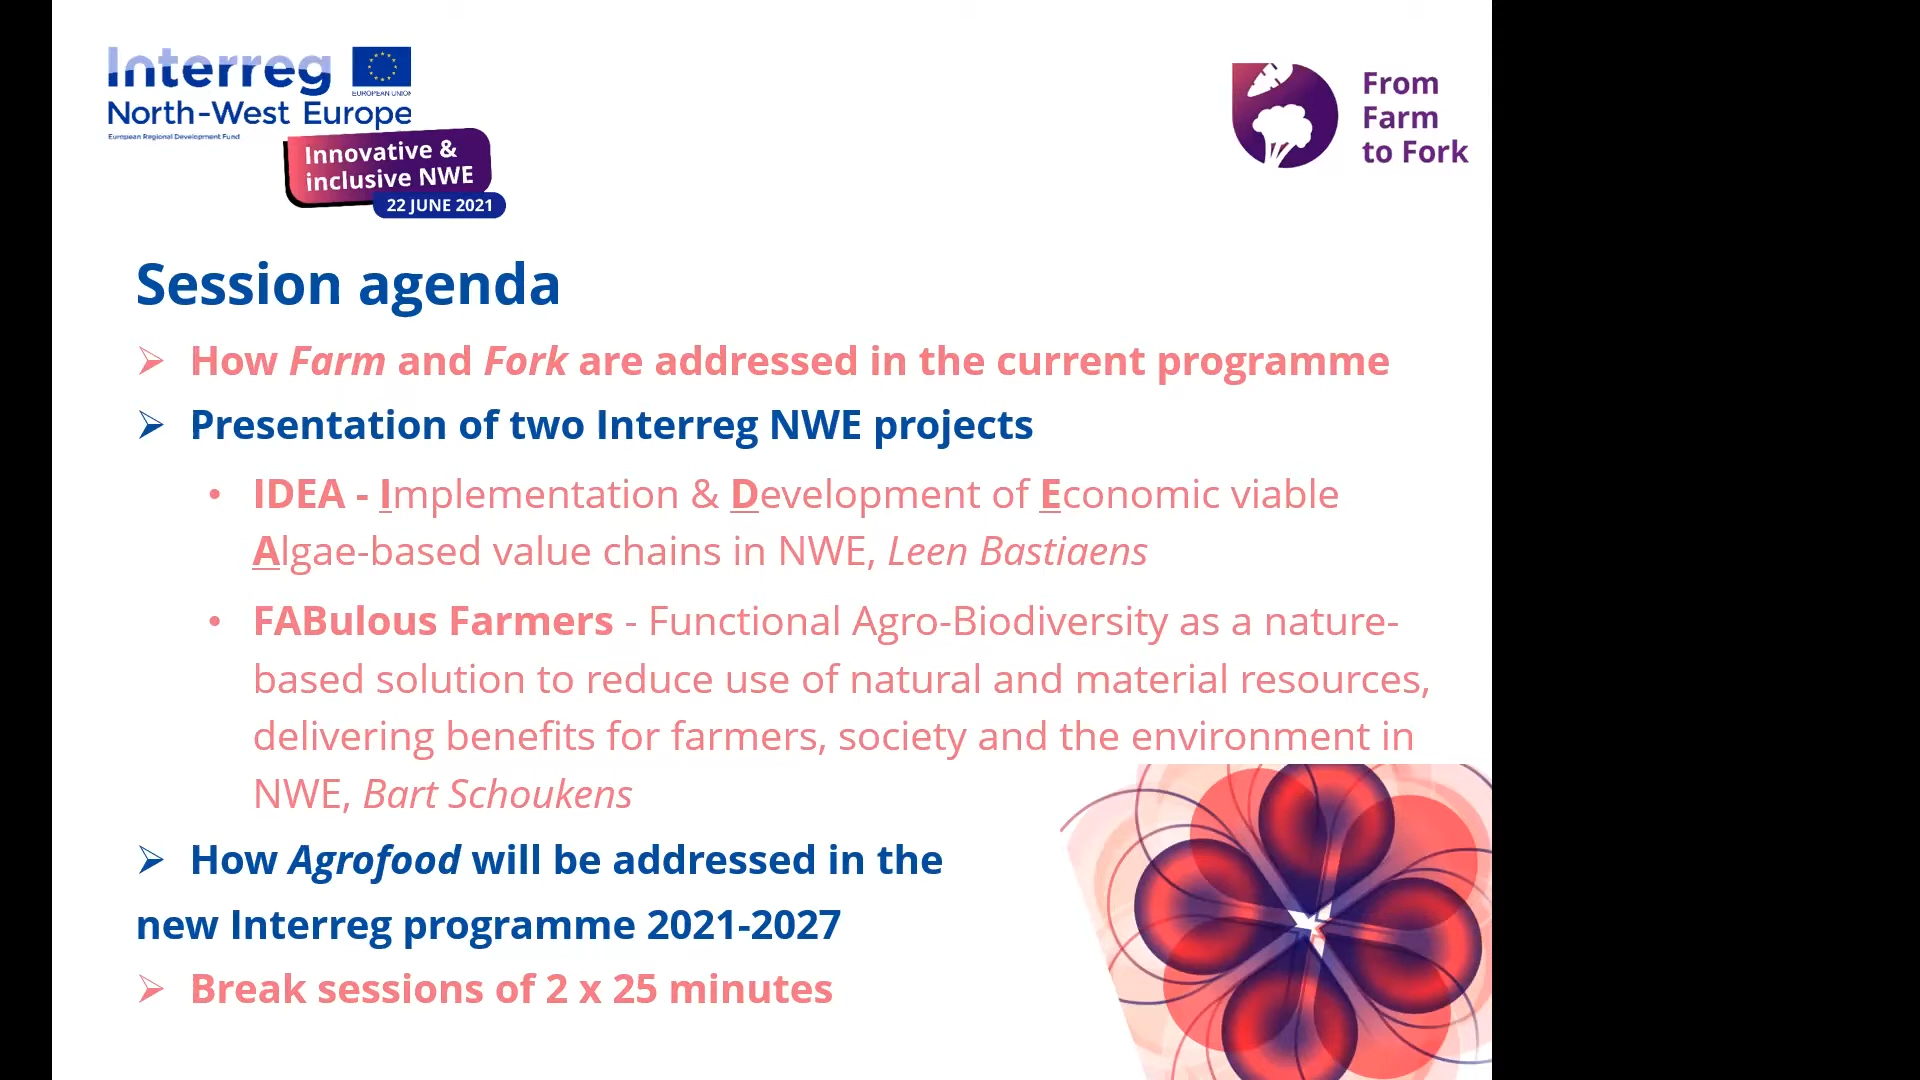 Interreg
EUROPEAN UNION
North-West Europe
European Regional Development Fund
Innovative &
inclusive NWE
22 JUNE 2021
From
Farm
to Fork
Session agenda
➢ How Farm and Fork are addressed in the current programme
➢ Presentation of two Interreg NWE projects
• IDEA - Implementation & Development of Economic viable
Algae-based value chains in NWE, Leen Bastiaens
• FABulous Farmers - Functional Agro-Biodiversity as a nature-
based solution to reduce use of natural and material resources,
delivering benefits for farmers, society and the environment in
NWE, Bart Schoukens
➢ How Agrofood will be addressed in the
new Interreg programme 2021-2027
➢ Break sessions of 2 x 25 minutes